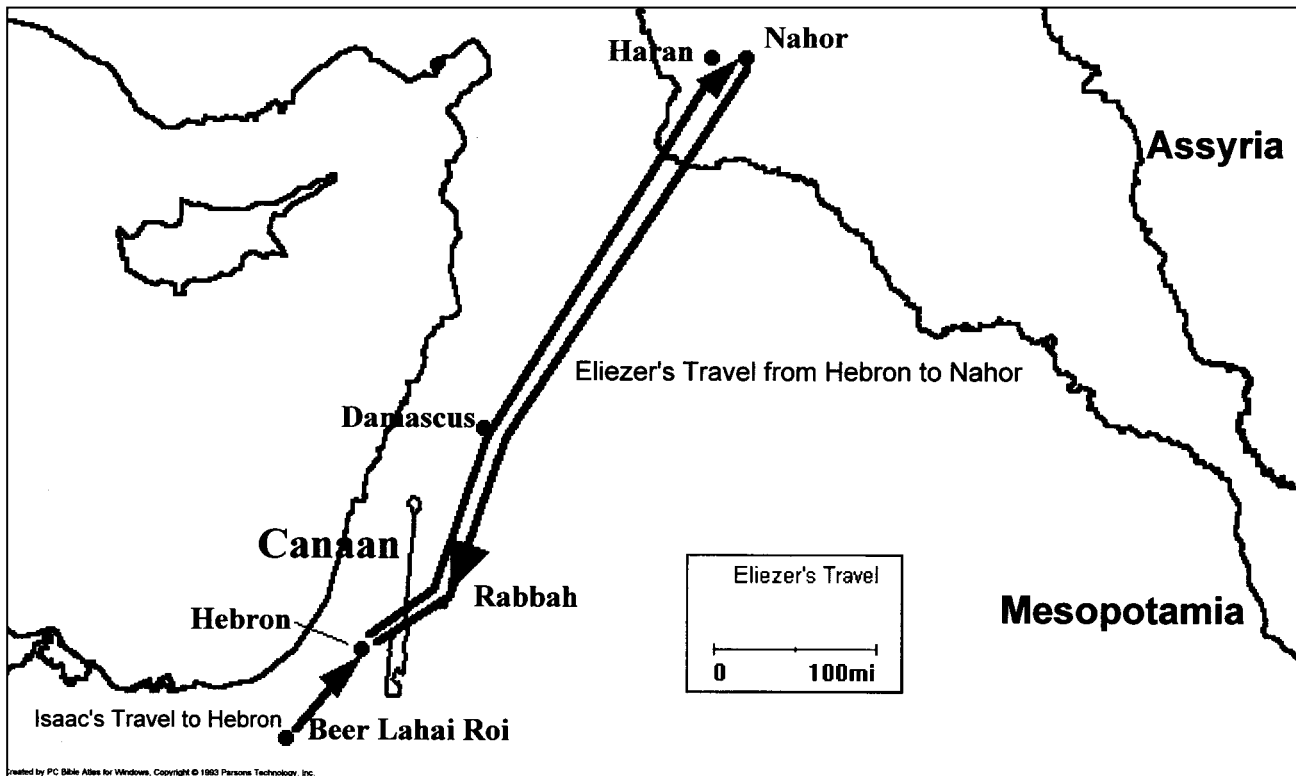 Haran
Nahor
Assyria
Eliezer's Travel from Hebron to Nahor
Damascus
Canaan
Eliezer's Travel
Rabbah
Mesopotamia
Hebron
0 100mi
Isaac's Travel to Hebron
Beer Lahai Roi
Created by PC Bible Atlas for Windows, Copyright © 1993 Parsons Technology, Inc.